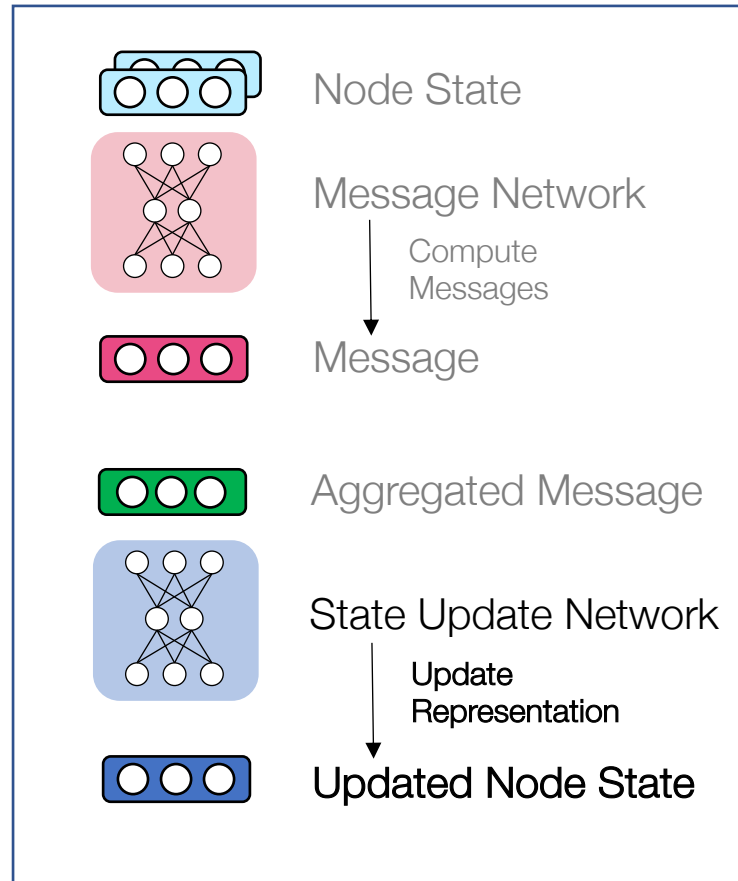 Node State
Message Network
Compute
Messages
Message
Aggregated Message
State Update Network
Update
Representation
Updated Node State